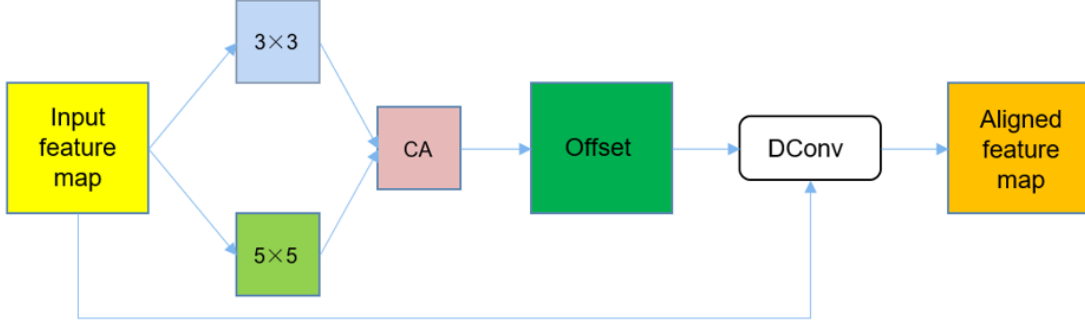 Input
feature
map
3×3
5×5
CA
Offset
DConv
Aligned
feature
map